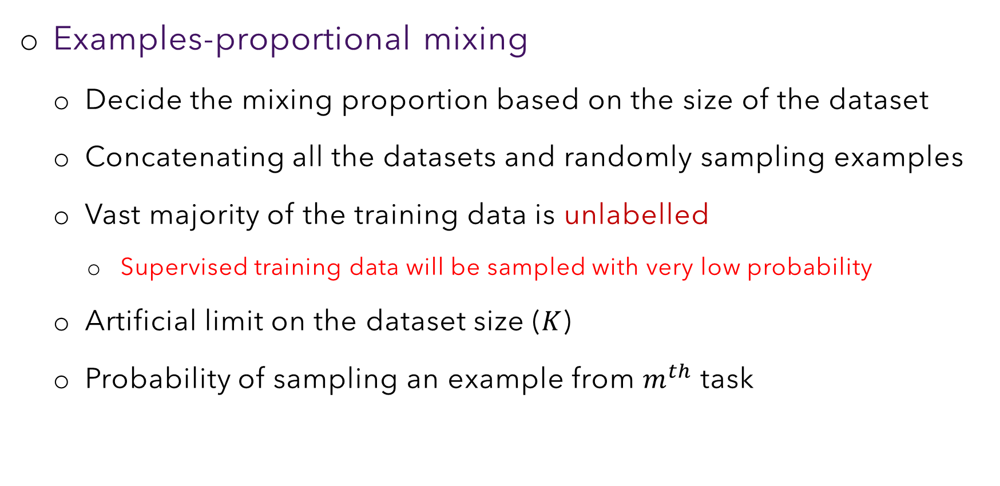 Examples-proportional mixing
Decide the mixing proportion based on the size of the dataset
Concatenating all the datasets and randomly sampling examples
Vast majority of the training data is unlabelled
Supervised training data will be sampled with very low probability
Artificial limit on the dataset size (K)
Probability of sampling an example from m^th task